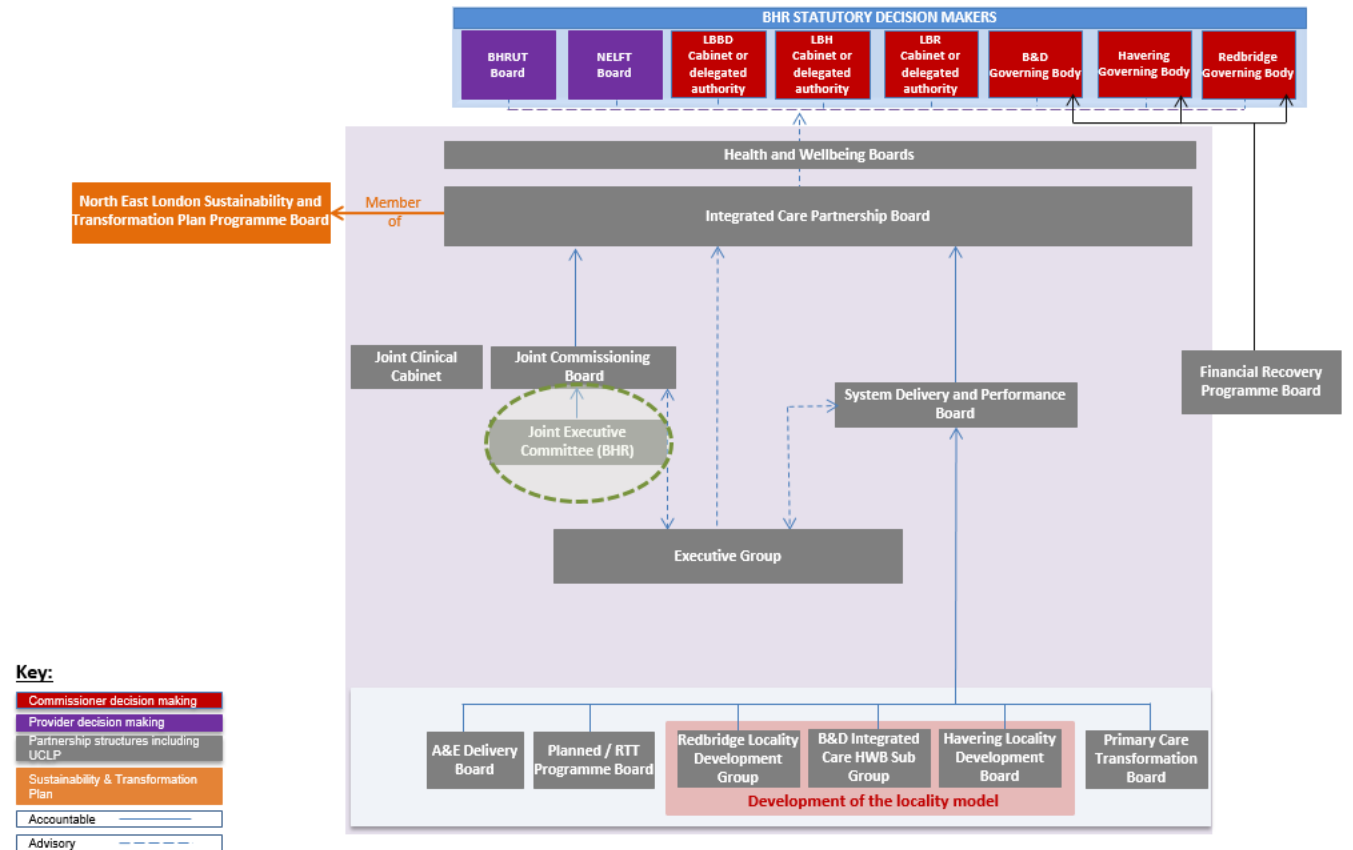 BHR STATUTORY DECISION MAKERS
BHRUT
Board
NELFT
Board
LBBD
Cabinet or
delegated
authority
LBH
Cabinet or
delegated
authority
LBR
Cabinet or
delegated
authority
B&D
Governing Body
Havering
Governing Body
Redbridge
Governing Body
Health and Wellbeing Boards
North East London Sustainability and
Transformation Plan Programme Board
Member
of
Integrated Care Partnership Board
Joint Clinical
Cabinet
Joint Commissioning
Board
Joint Executive
Committee (BHR)
System Delivery and Performance
Board
Financial Recovery
Programme Board
Executive Group
A&E Delivery
Board
Planned / RTT
Programme Board
Redbridge Locality
Development
Group
B&D Integrated
Care HWB Sub
Group
Havering Locality
Development
Board
Primary Care
Transformation
Board
Development of the locality model
Key:
Commissioner decision making
Provider decision making
Partnership structures including
UCLP
Sustainability & Transformation
Plan
Accountable
Advisory